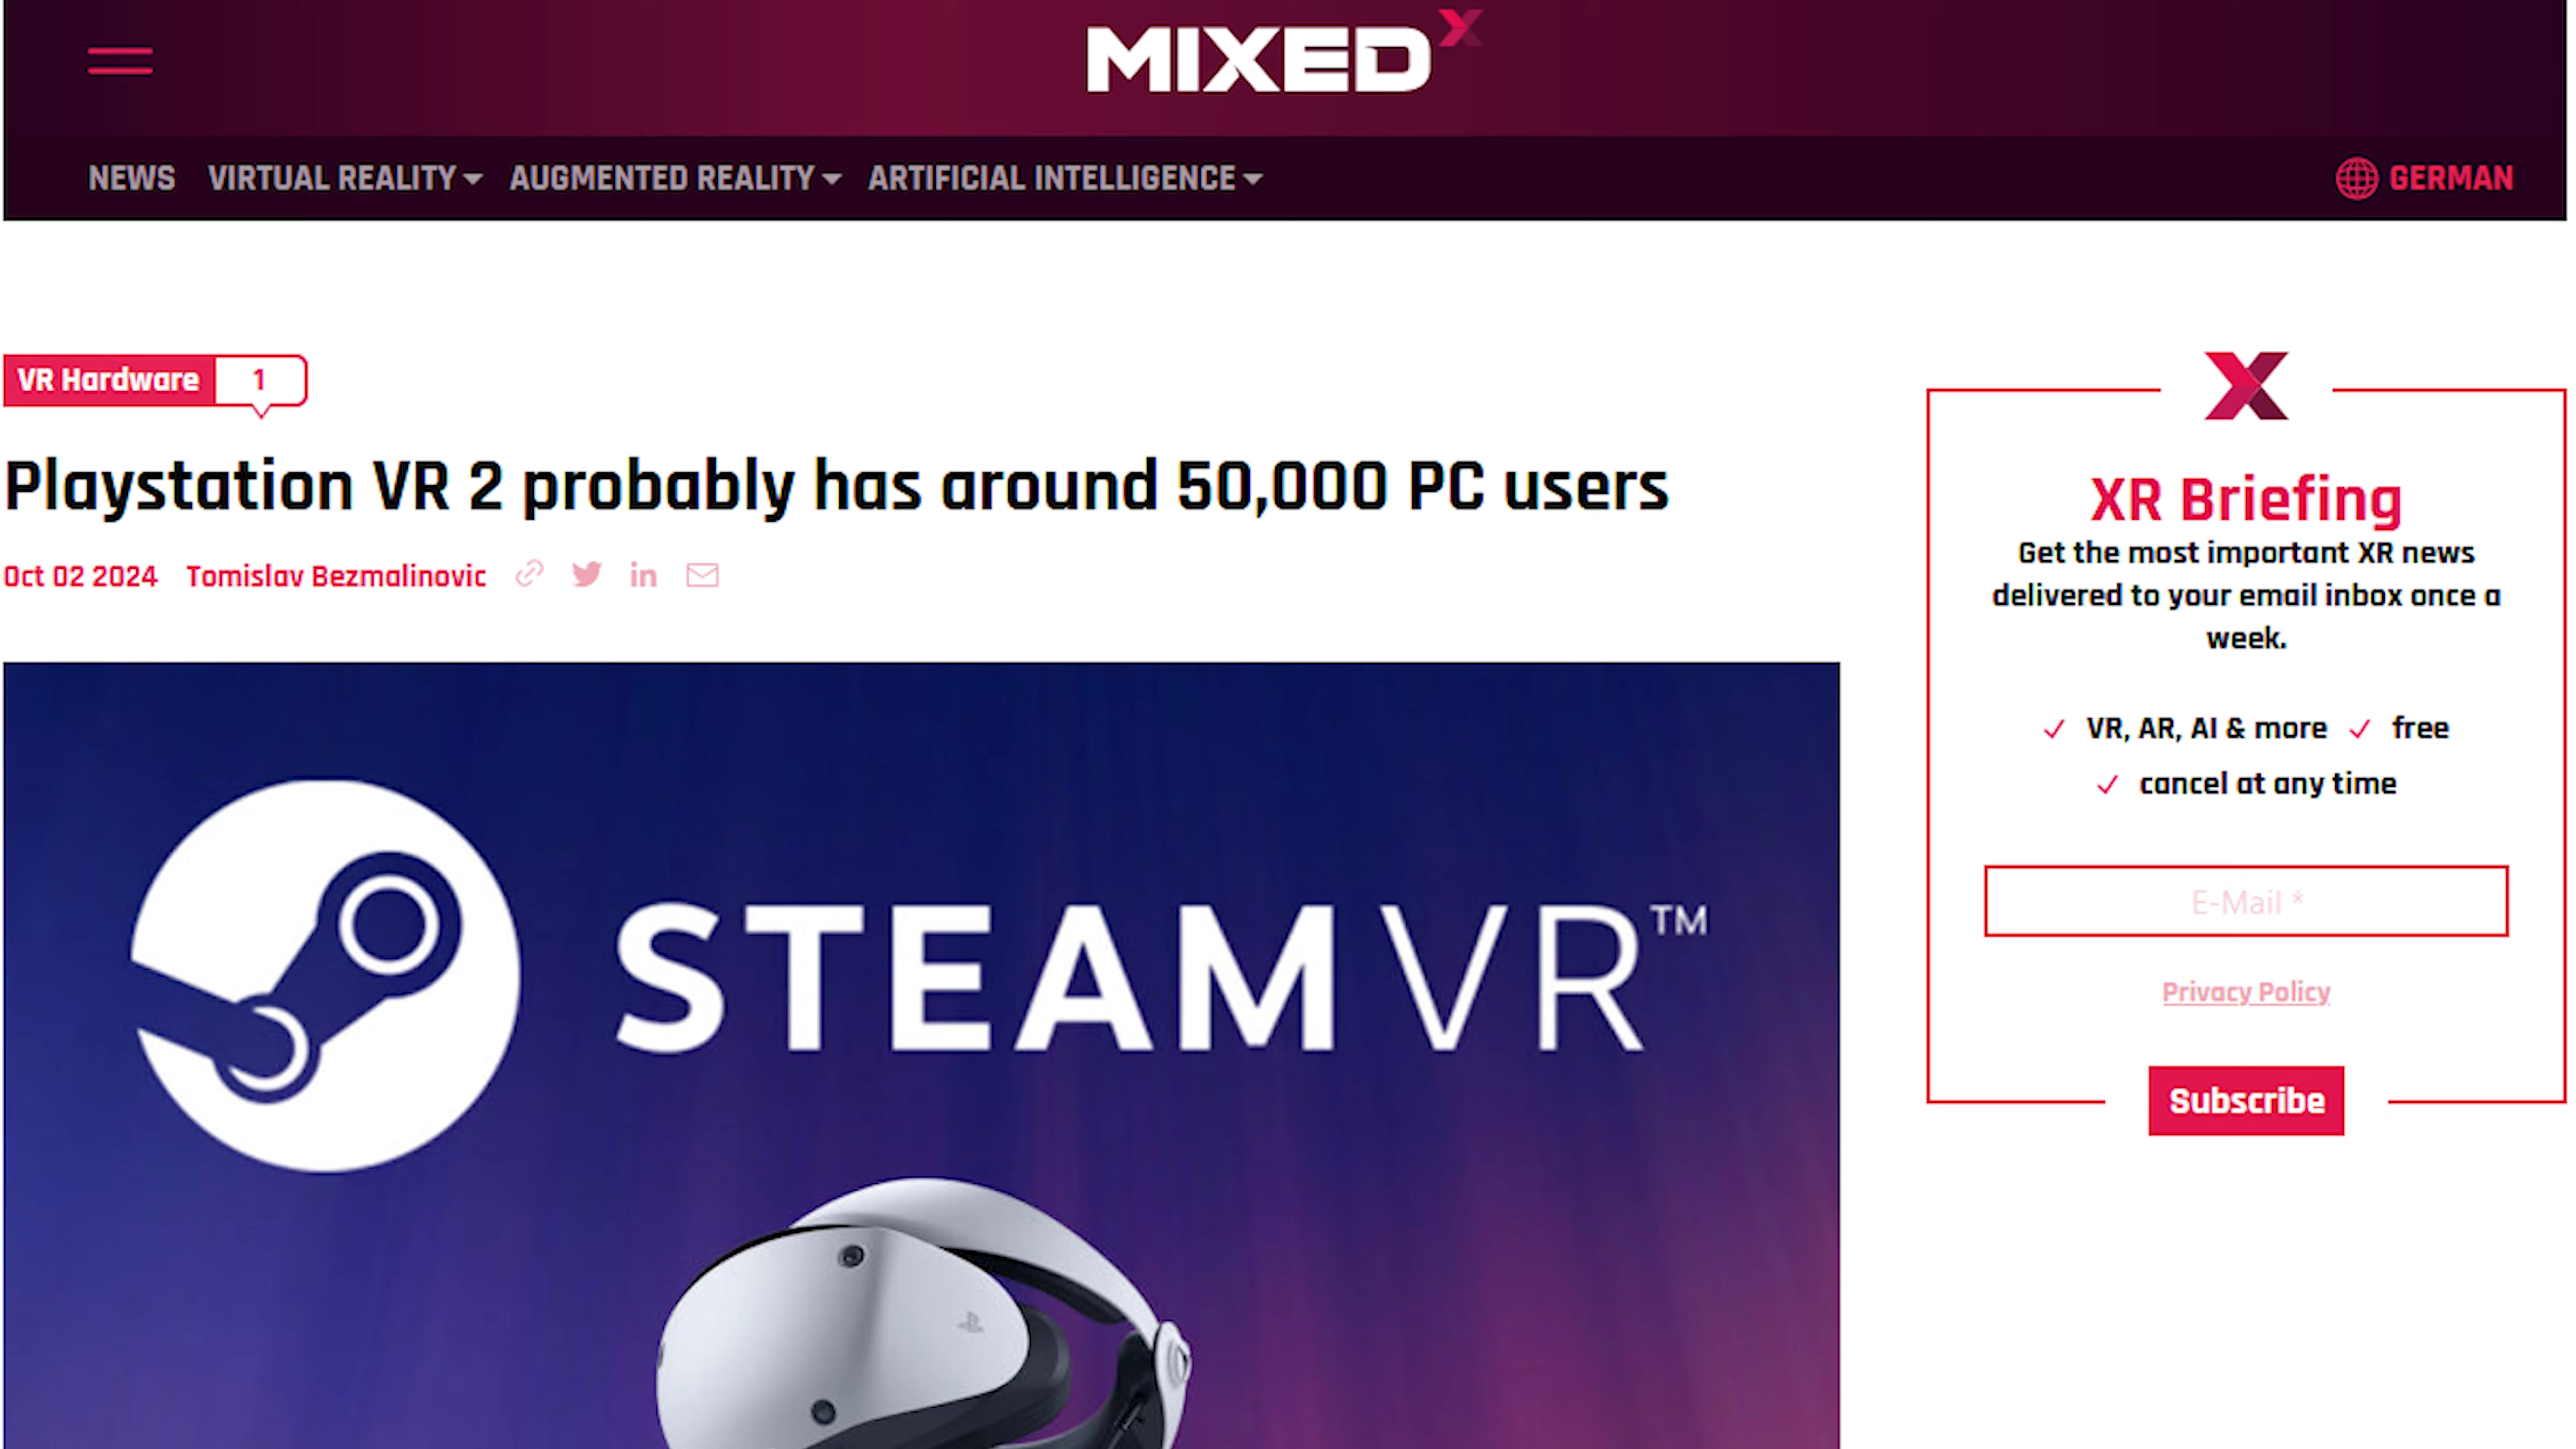 MIXED
NEWS VIRTUAL REALITY AUGMENTED REALITY ARTIFICIAL INTELLIGENCE GERMAN
VR Hardware 1
Playstation VR 2 probably has around 50,000 PC users
Oct 02 2024 Tomislav Bezmalinovic
STEAMVR™
XR Briefing
Get the most important XR news
delivered to your email inbox once a
week.
VR, AR, AI & more free
cancel at any time
E-Mail *
Privacy Policy
Subscribe